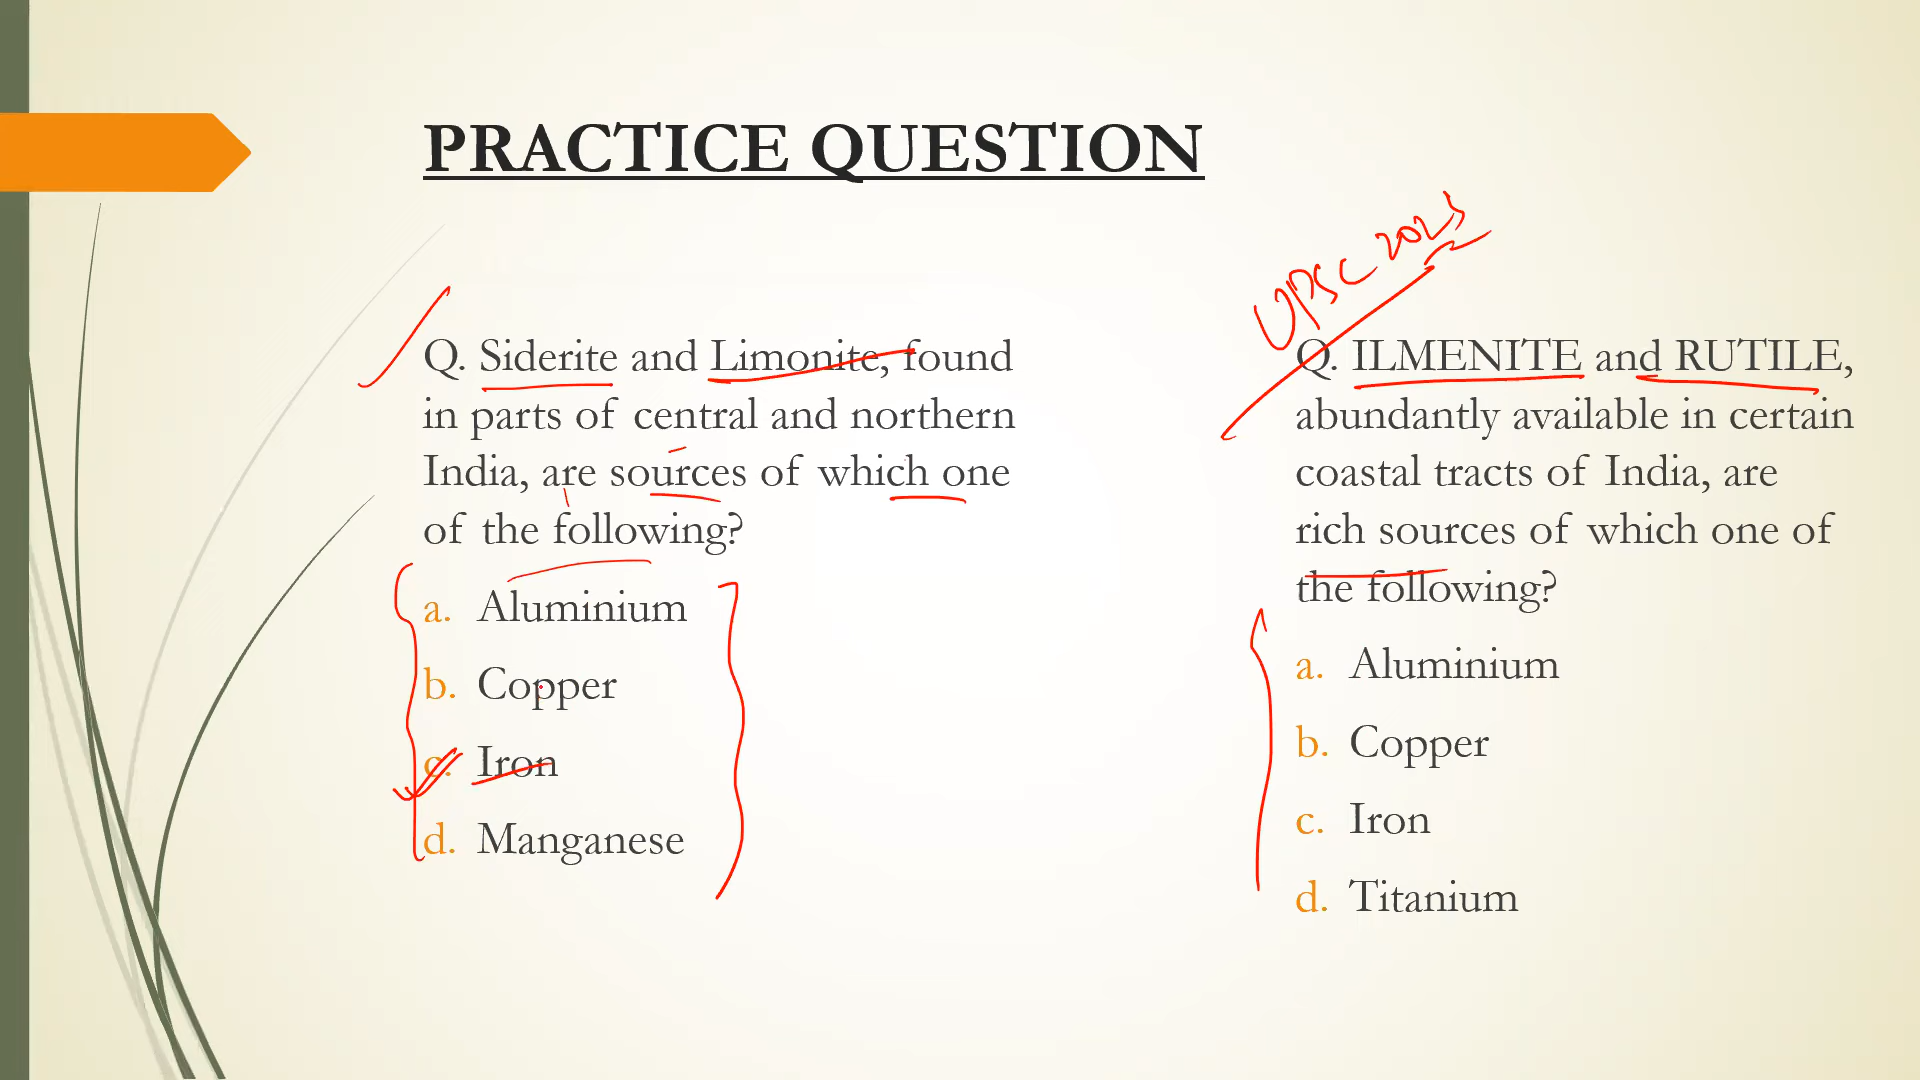 PRACTICE QUESTION
Q. Siderite and Limonite, found
in parts of central and northern
India, are sources of which one
of the following?
a. Aluminium
b. Copper
c. Iron
d. Manganese
UPSC 2023
Q. ILMENITE and RUTILE,
abundantly available in certain
coastal tracts of India, are
rich sources of which one of
the following?
a. Aluminium
b. Copper
c. Iron
d. Titanium